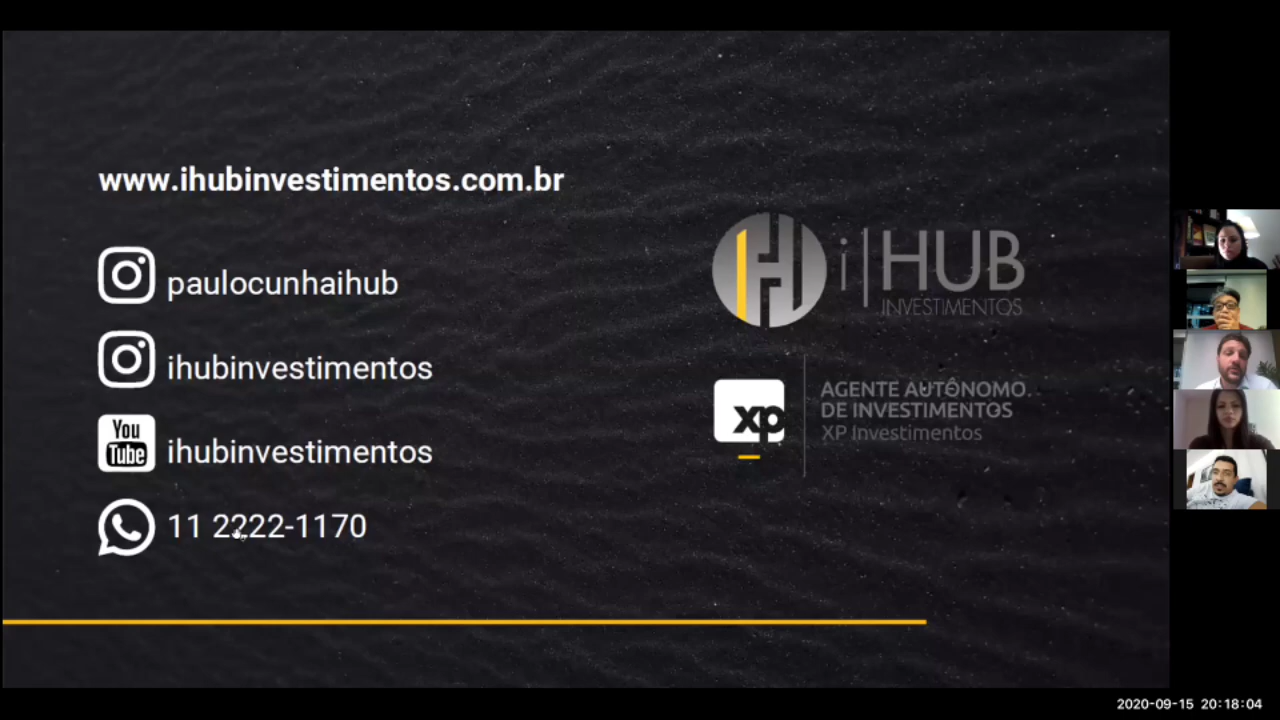 www.ihubinvestimentos.com.br
paulocunhaihub
ihubinvestimentos
You
Tube
ihubinvestimentos
11 2222-1170
i|HUB
INVESTIMENTOS
xp
AGENTE AUTÔNOMO
DE INVESTIMENTOS
XP Investimentos
2020-09-15 20:18:04